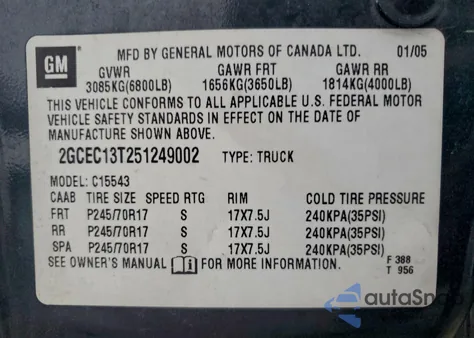 GM
MFD BY GENERAL MOTORS OF CANADA LTD. 01/05
GVWR GAWR FRT GAWR RR
3085KG(6800LB) 1656KG(3650LB) 1814KG(4000LB)
THIS VEHICLE CONFORMS TO ALL APPLICABLE U.S. FEDERAL MOTOR
VEHICLE SAFETY STANDARDS IN EFFECT ON THE DATE OF
MANUFACTURE SHOWN ABOVE.
2GCEC13T251249002 TYPE: TRUCK
MODEL: C15543
CAAB TIRE SIZE SPEED RTG RIM COLD TIRE PRESSURE
FRT P245/70R17 S 17X7.5J 240KPA(35PSI)
RR P245/70R17 S 17X7.5J 240KPA(35PSI)
SPA P245/70R17 S 17X7.5J 240KPA(35PSI)
SEE OWNER'S MANUAL i FOR MORE INFORMATION. F 388
T 956
autaSnap